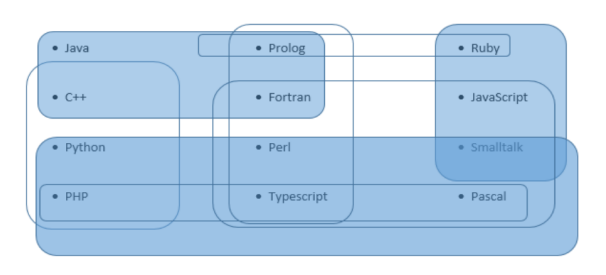 • Java • Prolog • Ruby
• C++ • Fortran • JavaScript
• Python • Perl • Smalltalk
• PHP • Typescript • Pascal